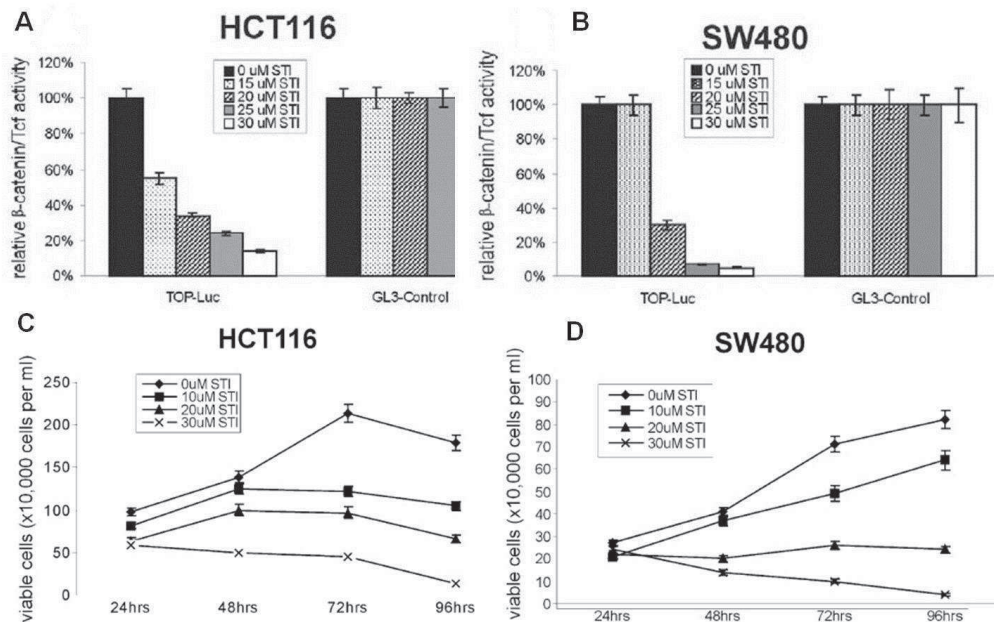 A
HCT116
relative β-catenin/Tcf activity
120%
100%
80%
60%
40%
20%
0%
0 uM STI
15 uM STI
20 uM STI
25 uM STI
30 uM STI
TOP-Luc
GL3-Control
B
SW480
relative β-catenin/Tcf activity
120%
100%
80%
60%
40%
20%
0%
0 uM STI
15 uM STI
20 uM STI
25 uM STI
30 uM STI
TOP-Luc
GL3-Control
C
HCT116
viable cells (x10,000 cells per ml)
250
200
150
100
50
0
0uM STI
10uM STI
20uM STI
30uM STI
24hrs
48hrs
72hrs
96hrs
D
SW480
viable cells (x10,000 cells per ml)
100
90
80
70
60
50
40
30
20
10
0
0uM STI
10uM STI
20uM STI
30uM STI
24hrs
48hrs
72hrs
96hrs